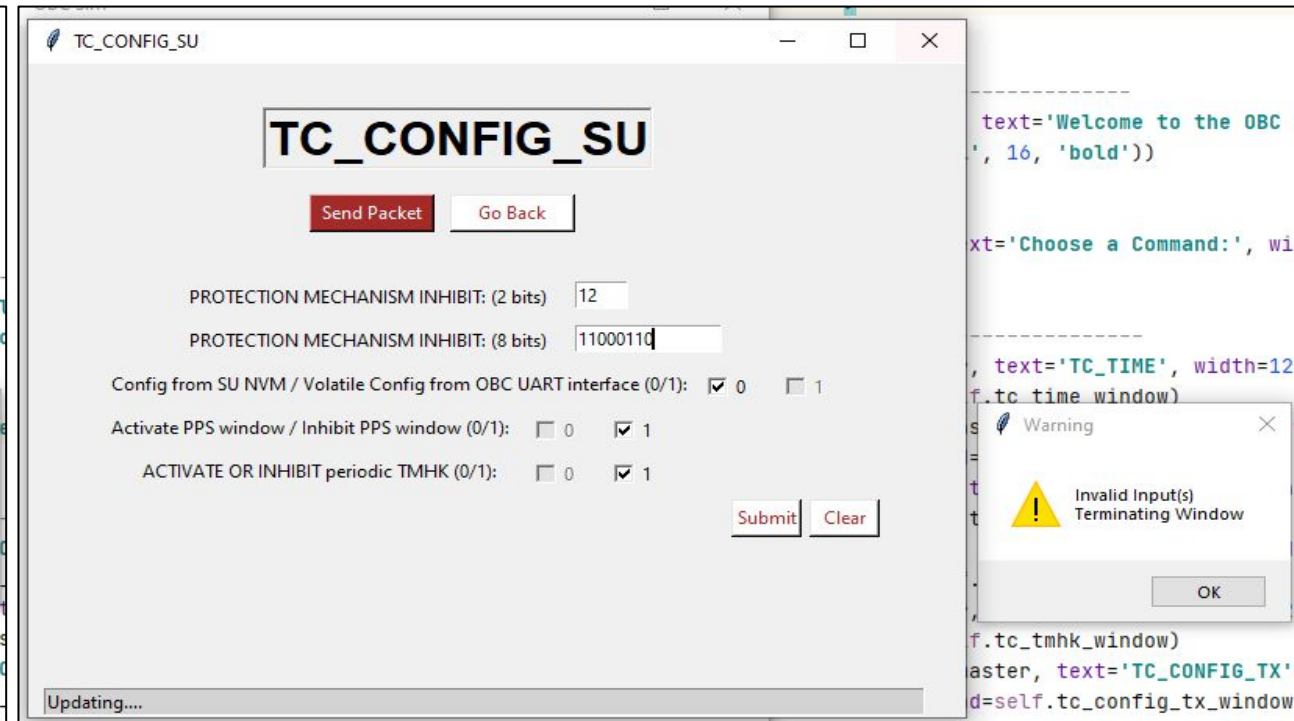 TC_CONFIG_SU
TC_CONFIG_SU
Send Packet Go Back
PROTECTION MECHANISM INHIBIT: (2 bits) 12
PROTECTION MECHANISM INHIBIT: (8 bits) 11000110
Config from SU NVM / Volatile Config from OBC UART interface (0/1): 0 1
Activate PPS window / Inhibit PPS window (0/1): 0 1
ACTIVATE OR INHIBIT periodic TMHK (0/1): 0 1
Submit Clear
Updating....
text='Welcome to the OBC
', 16, 'bold'))
xt='Choose a Command:', wi
, text='TC_TIME', width=12
f.tc_time_window)
Warning
Invalid Input(s)
Terminating Window
OK
f.tc_tmhk_window)
aster, text='TC_CONFIG_TX'
d=self.tc_config_tx_window